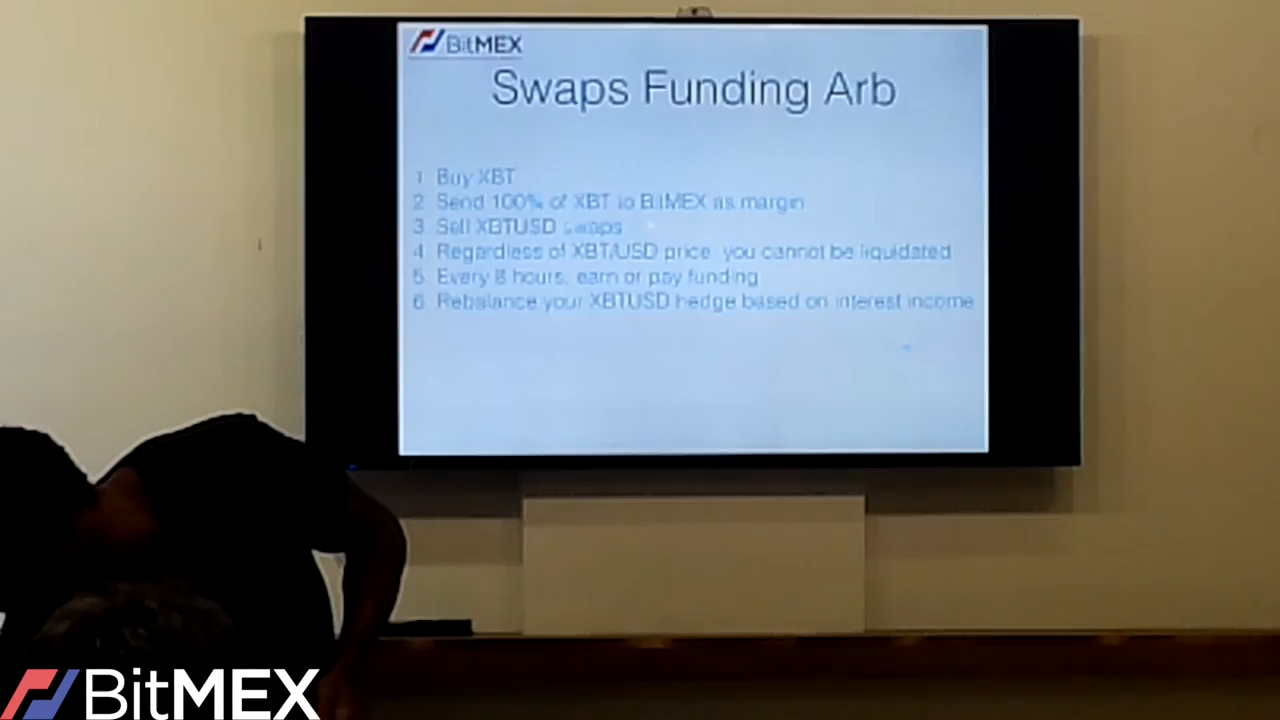 BitMEX
Swaps Funding Arb
1 Buy XBT
2 Send 100% of XBT to BitMEX as margin
3. Sell XBTUSD swaps
4 Regardless of XBT/USD price, you cannot be liquidated
5 Every 8 hours, earn or pay funding
6 Rebalance your XBTUSD hedge based on interest income
BitMEX